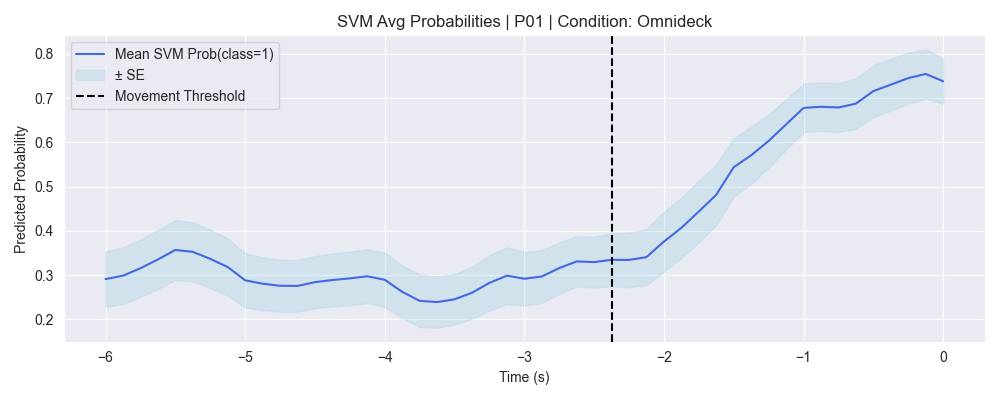 SVM Avg Probabilities | P01 | Condition: Omnideck
Mean SVM Prob(class=1)
± SE
Movement Threshold
Predicted Probability
0.8
0.7
0.6
0.5
0.4
0.3
0.2
−6 −5 −4 −3 −2 −1 0
Time (s)